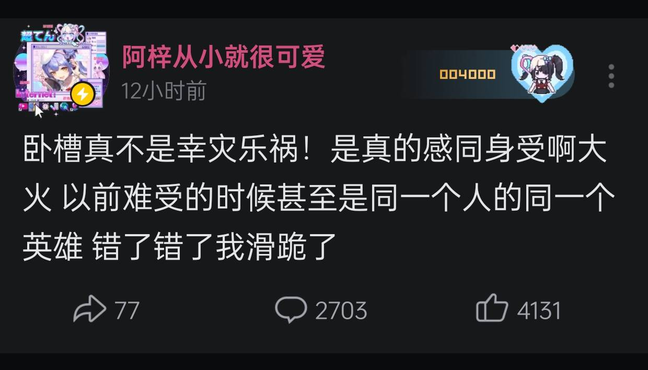 超てん
阿梓从小就很可爱
12小时前
004000
卧槽真不是幸灾乐祸！是真的感同身受啊大
火 以前难受的时候甚至是同一个人的同一个
英雄 错了错了我滑跪了
77
2703
4131